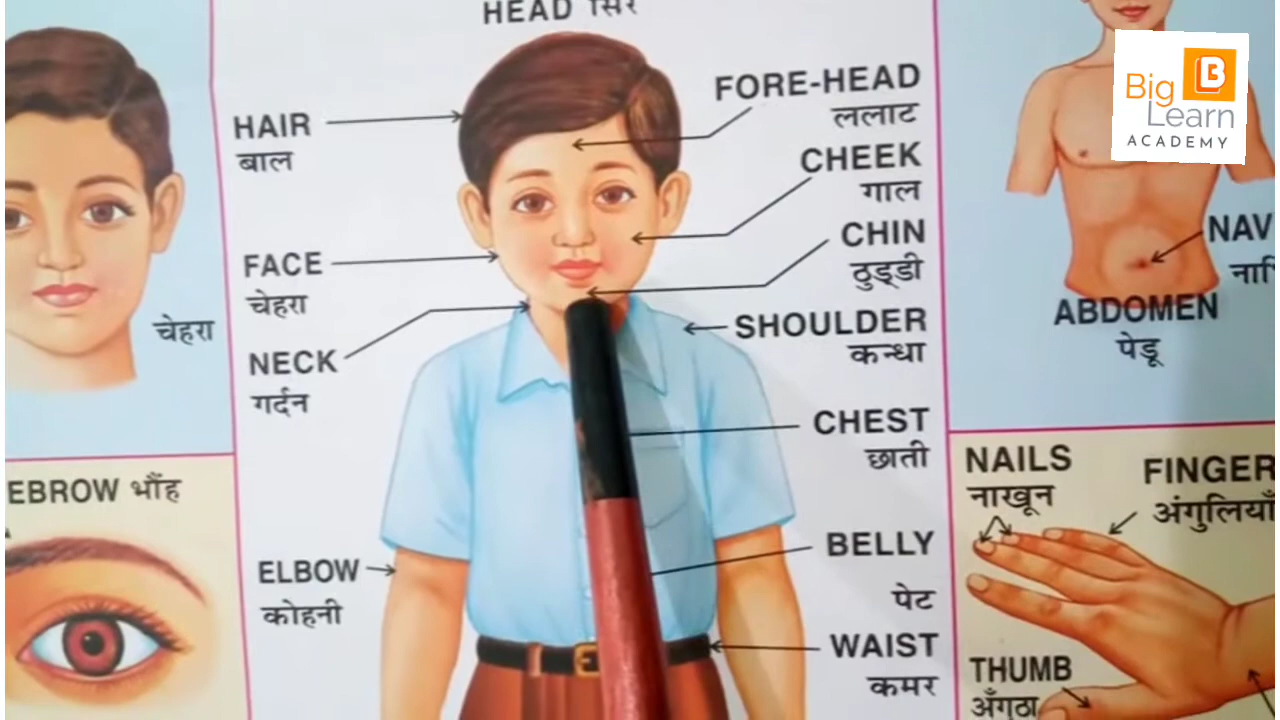 HEAD सिर
HAIR
बाल
FORE-HEAD
ललाट
CHEEK
गाल
CHIN
ठुड्डी
FACE
चेहरा
NECK
गर्दन
SHOULDER
कन्धा
CHEST
छाती
ELBOW
कोहनी
BELLY
पेट
WAIST
कमर
चेहरा
EBROW भौंह
Big
Learn
ACADEMY
NAV
नाभि
ABDOMEN
पेडू
NAILS
नाखून
FINGER
अंगुलियाँ
THUMB
अँगूठा